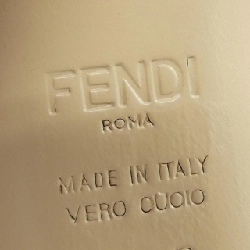 FENDI
ROMA
MADE IN ITALY
VERO CUOIO